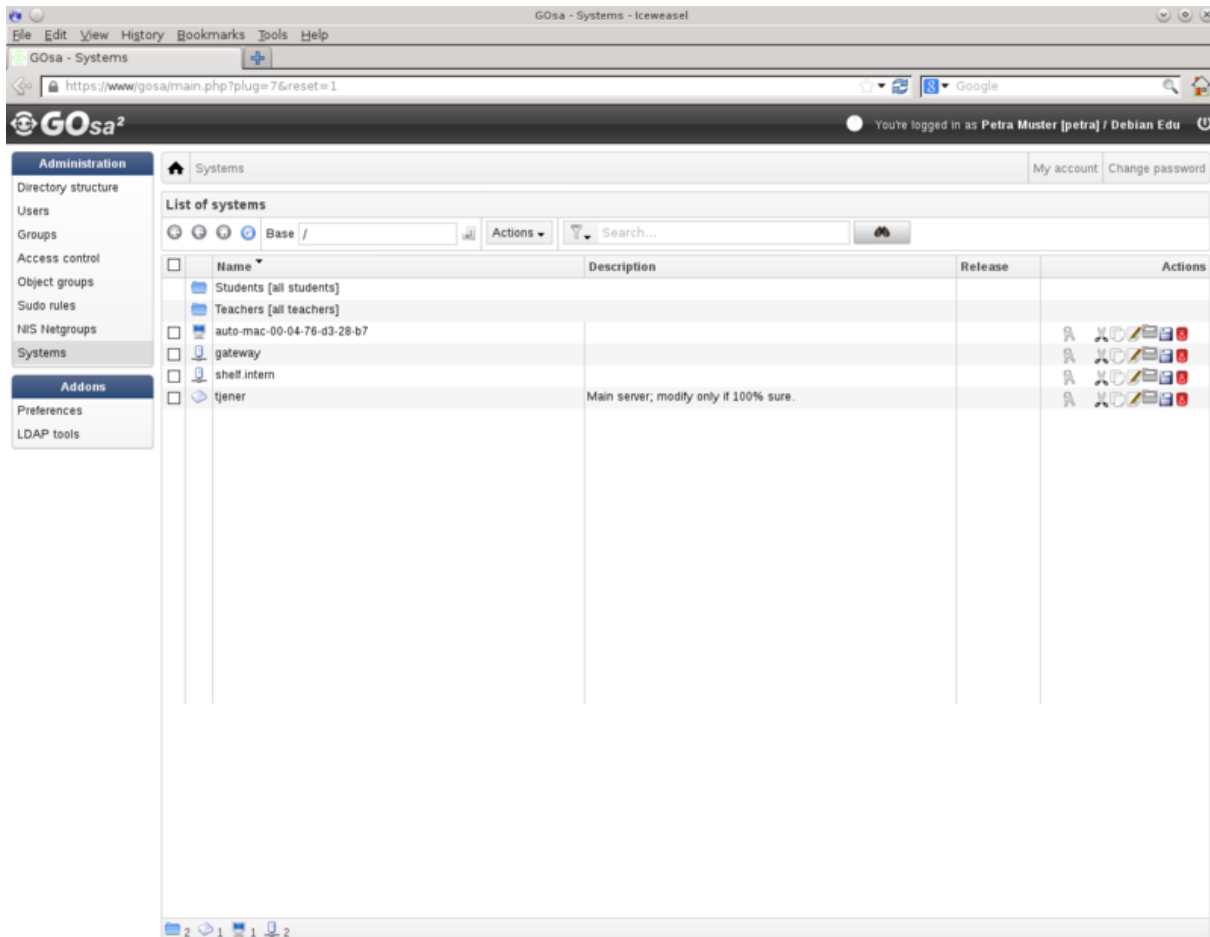 GOsa - Systems - Iceweasel
File Edit View History Bookmarks Tools Help
GOsa - Systems
https://www/gosa/main.php?plug=7&reset=1
Google
GOsa²
You're logged in as Petra Muster [petra] / Debian Edu
Administration
Directory structure
Users
Groups
Access control
Object groups
Sudo rules
NIS Netgroups
Systems
Addons
Preferences
LDAP tools
Systems
My account Change password
List of systems
Base / Actions Search...
Name Description Release Actions
Students [all students]
Teachers [all teachers]
auto-mac-00-04-76-d3-28-b7
gateway
shelf.intern
tjener Main server; modify only if 100% sure.
2 1 1 2